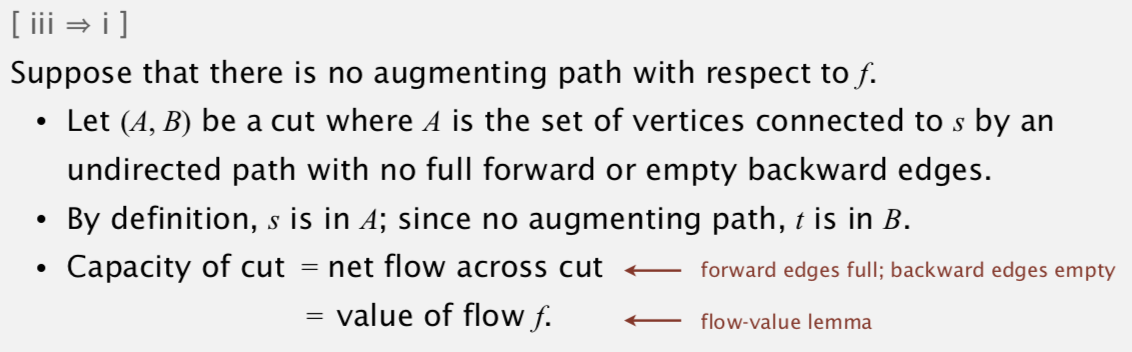 [ iii ⇒ i ]
Suppose that there is no augmenting path with respect to f.
• Let (A, B) be a cut where A is the set of vertices connected to s by an
undirected path with no full forward or empty backward edges.
• By definition, s is in A; since no augmenting path, t is in B.
• Capacity of cut = net flow across cut ← forward edges full; backward edges empty
= value of flow f. ← flow-value lemma